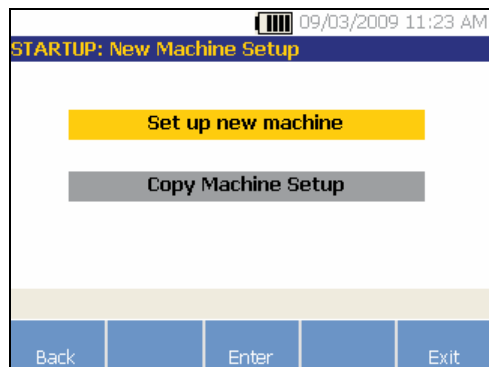 09/03/2009 11:23 AM
STARTUP: New Machine Setup
Set up new machine
Copy Machine Setup
Back Enter Exit